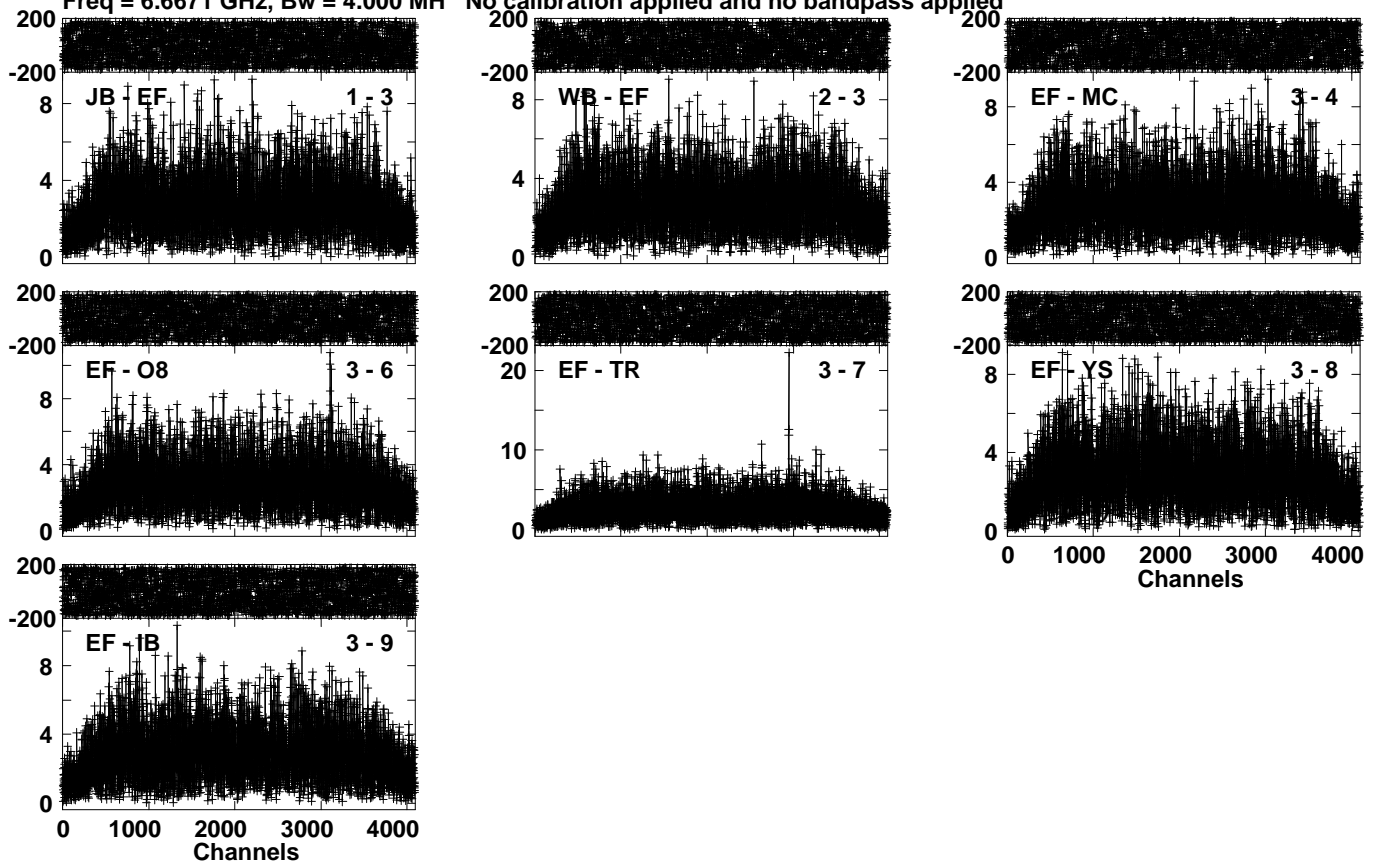 Freq = 6.6671 GHz, Bw = 4.000 MH No calibration applied and no bandpass applied
200 200 200
-200 -200 -200
JB - EF 1 - 3 WB - EF 2 - 3 EF - MC 3 - 4
8 8 8
4 4 4
0 0 0
200 200 200
-200 -200 -200
EF - O8 3 - 6 EF - TR 3 - 7 EF - YS 3 - 8
8 20 8
4 10 4
0 0 0
0 1000 2000 3000 4000
Channels
200
-200
EF - IB 3 - 9
8
4
0
0 1000 2000 3000 4000
Channels